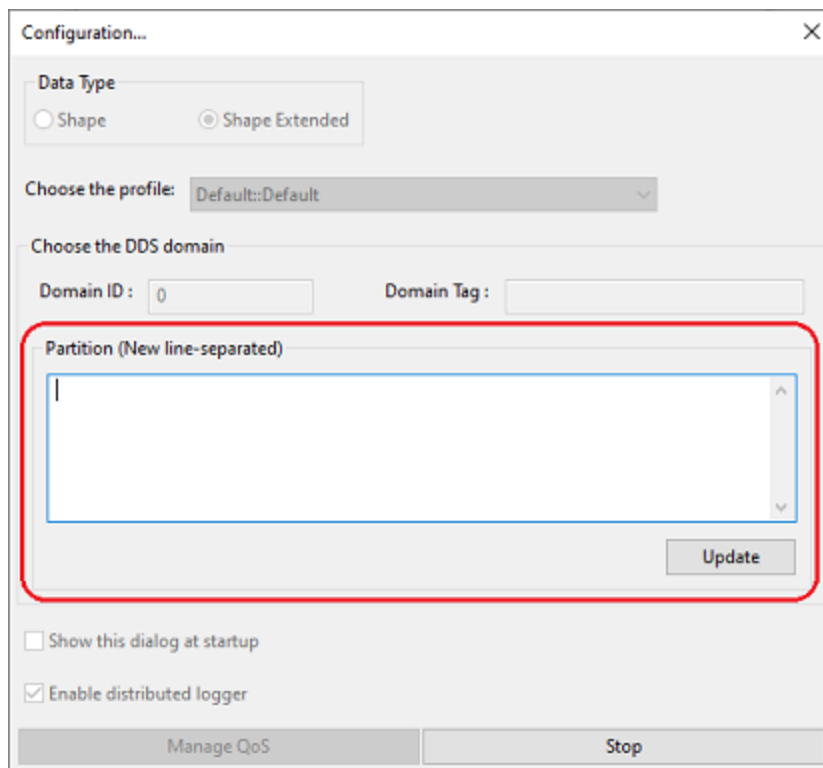 Configuration...
Data Type
Shape Shape Extended
Choose the profile: Default::Default
Choose the DDS domain
Domain ID : 0 Domain Tag :
Partition (New line-separated)
Update
Show this dialog at startup
Enable distributed logger
Manage QoS Stop